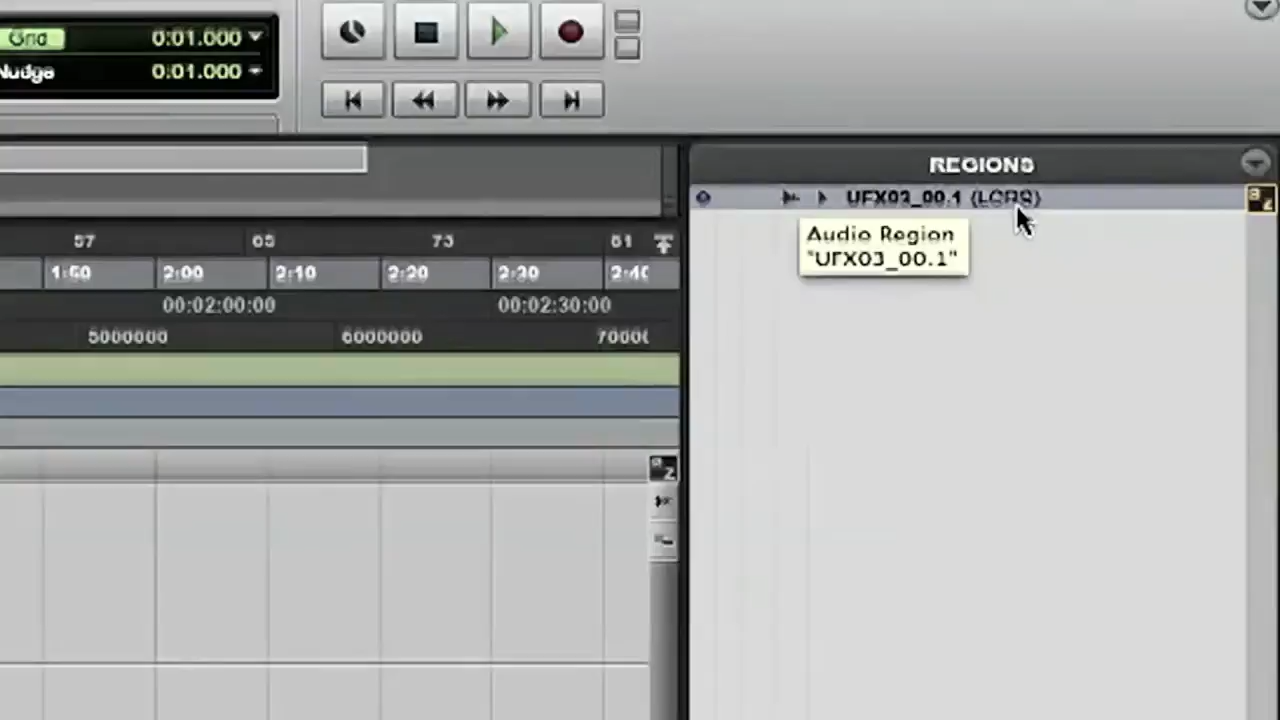 Grid 0:01.000
Nudge 0:01.000
REGIONS
UFX03_00.1 (LCRS)
Audio Region
"UFX03_00.1"
57 65 73 81
1:50 2:00 2:10 2:20 2:30 2:4
00:02:00:00 00:02:30:00
5000000 6000000 7000
a z